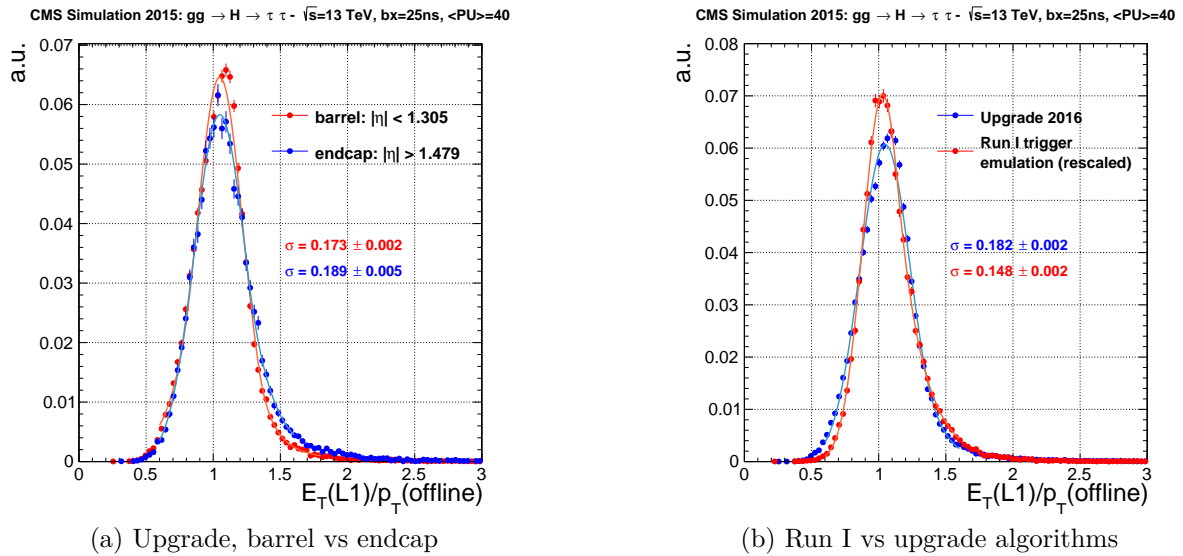 CMS Simulation 2015: gg → H → τ τ - √s=13 TeV, bx=25ns, <PU>=40
a.u.
0.07
0.06
0.05
0.04
0.03
0.02
0.01
0
barrel: |η| < 1.305
endcap: |η| > 1.479
σ = 0.173 ± 0.002
σ = 0.189 ± 0.005
0 0.5 1 1.5 2 2.5 3
E_T(L1)/p_T(offline)
(a) Upgrade, barrel vs endcap
CMS Simulation 2015: gg → H → τ τ - √s=13 TeV, bx=25ns, <PU>=40
a.u.
0.08
0.07
0.06
0.05
0.04
0.03
0.02
0.01
0
Upgrade 2016
Run I trigger
emulation (rescaled)
σ = 0.182 ± 0.002
σ = 0.148 ± 0.002
0 0.5 1 1.5 2 2.5 3
E_T(L1)/p_T(offline)
(b) Run I vs upgrade algorithms